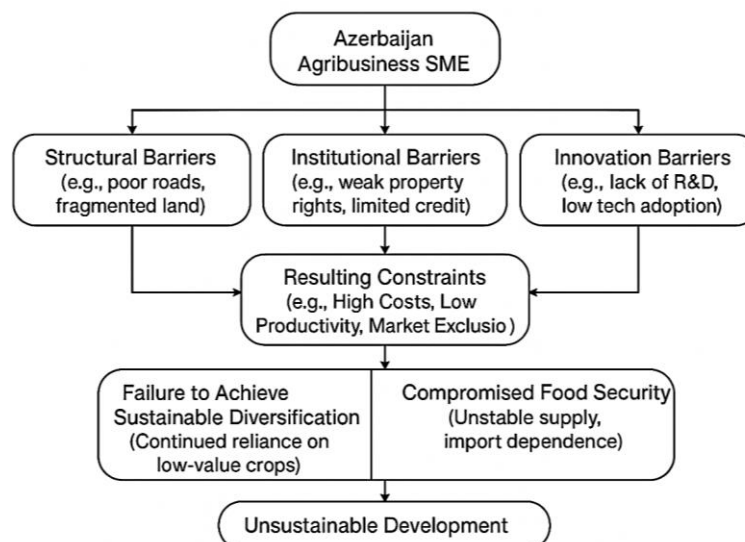 Azerbaijan
Agribusiness SME
Structural Barriers
(e.g., poor roads,
fragmented land)
Institutional Barriers
(e.g., weak property
rights, limited credit)
Innovation Barriers
(e.g., lack of R&D,
low tech adoption)
Resulting Constraints
(e.g., High Costs, Low
Productivity, Market Exclusio)
Failure to Achieve
Sustainable Diversification
(Continued reliance on
low-value crops)
Compromised Food Security
(Unstable supply,
import dependence)
Unsustainable Development